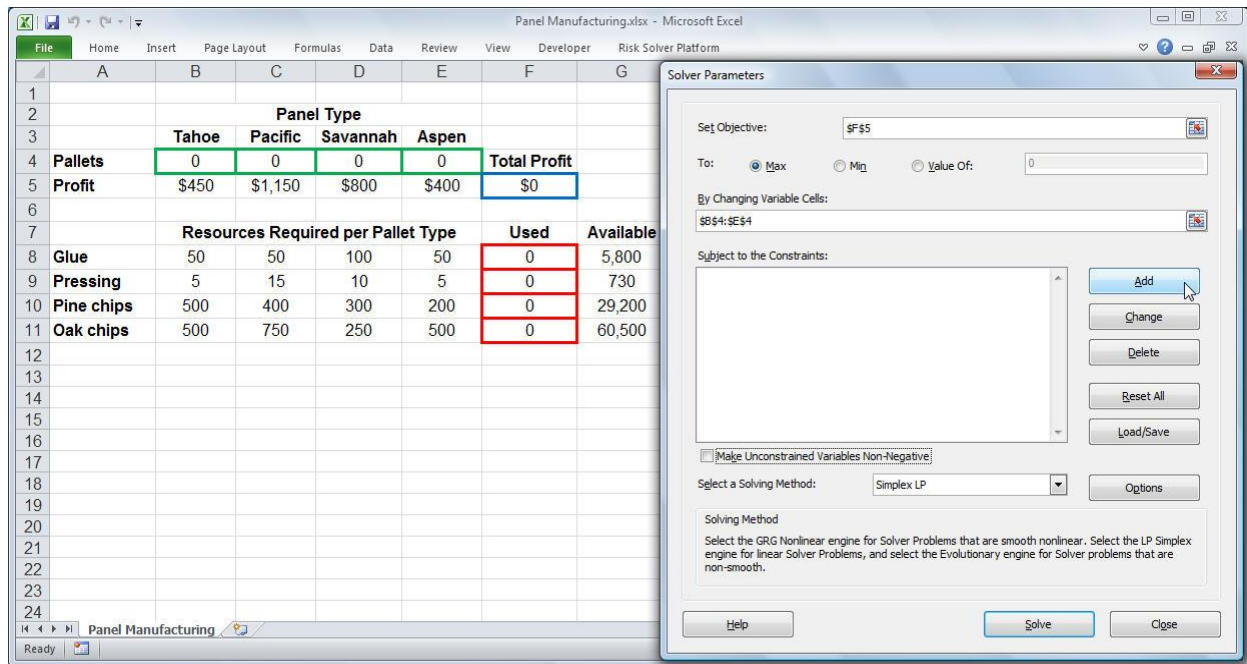 Panel Manufacturing.xlsx - Microsoft Excel
File Home Insert Page Layout Formulas Data Review View Developer Risk Solver Platform
A B C D E F G
1
2 Panel Type
3 Tahoe Pacific Savannah Aspen
4 Pallets 0 0 0 0 Total Profit
5 Profit $450 $1,150 $800 $400 $0
6
7 Resources Required per Pallet Type Used Available
8 Glue 50 50 100 50 0 5,800
9 Pressing 5 15 10 5 0 730
10 Pine chips 500 400 300 200 0 29,200
11 Oak chips 500 750 250 500 0 60,500
12
13
14
15
16
17
18
19
20
21
22
23
24
Panel Manufacturing
Ready
Solver Parameters
Set Objective: $F$5
To: Max Min Value Of: 0
By Changing Variable Cells:
$B$4:$E$4
Subject to the Constraints:
Add
Change
Delete
Reset All
Load/Save
Make Unconstrained Variables Non-Negative
Select a Solving Method: Simplex LP Options
Solving Method
Select the GRG Nonlinear engine for Solver Problems that are smooth nonlinear. Select the LP Simplex
engine for linear Solver Problems, and select the Evolutionary engine for Solver problems that are
non-smooth.
Help Solve Close